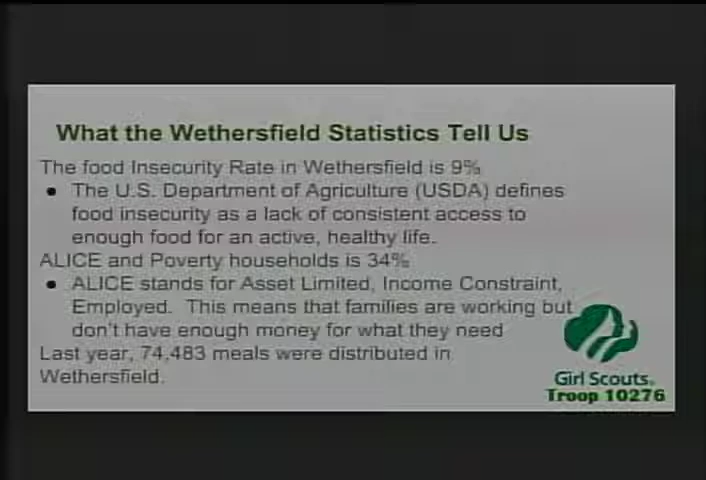 What the Wethersfield Statistics Tell Us
The food Insecurity Rate in Wethersfield is 9%
● The U.S. Department of Agriculture (USDA) defines
food insecurity as a lack of consistent access to
enough food for an active, healthy life.
ALICE and Poverty households is 34%
● ALICE stands for Asset Limited, Income Constraint,
Employed. This means that families are working but
don't have enough money for what they need
Last year, 74,483 meals were distributed in
Wethersfield.
Girl Scouts.
Troop 10276